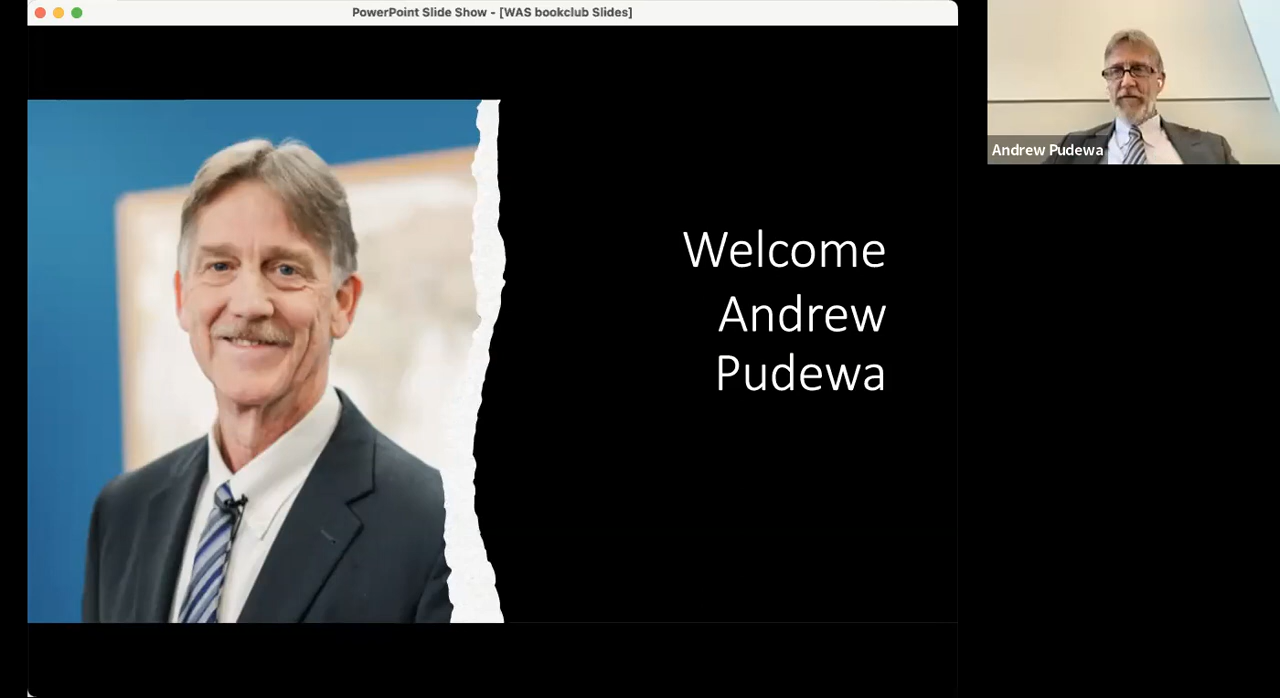 PowerPoint Slide Show - [WAS bookclub Slides]
Andrew Pudewa
Welcome
Andrew
Pudewa